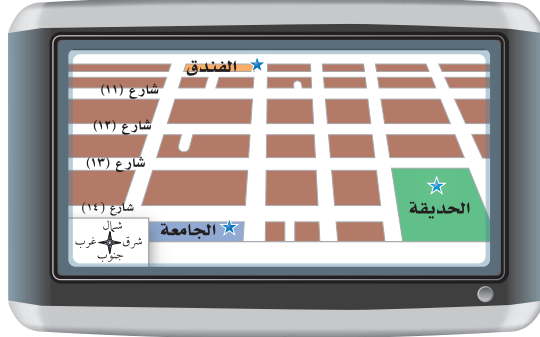 الفندق
شارع (١١)
شارع (١٢)
شارع (١٣)
شارع (١٤)
الحديقة
الجامعة
شمال
شرق غرب
جنوب